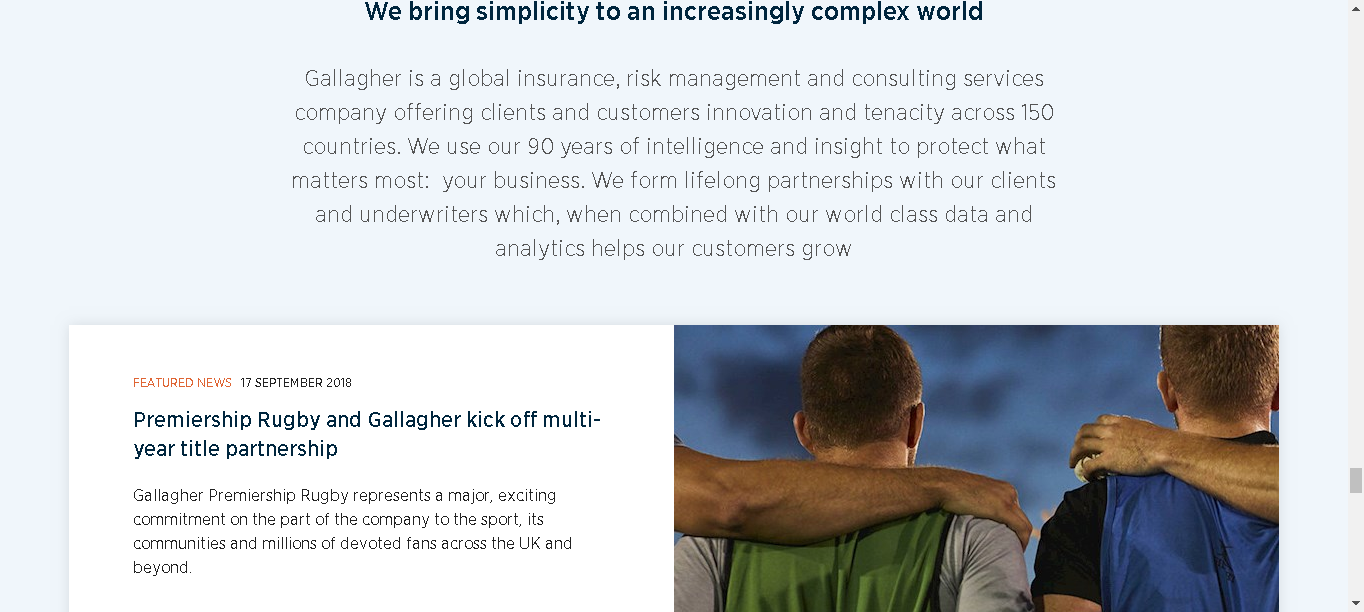 We bring simplicity to an increasingly complex world
Gallagher is a global insurance, risk management and consulting services
company offering clients and customers innovation and tenacity across 150
countries. We use our 90 years of intelligence and insight to protect what
matters most:  your business. We form lifelong partnerships with our clients
and underwriters which, when combined with our world class data and
analytics helps our customers grow
FEATURED NEWS 17 SEPTEMBER 2018
Premiership Rugby and Gallagher kick off multi-
year title partnership
Gallagher Premiership Rugby represents a major, exciting
commitment on the part of the company to the sport, its
communities and millions of devoted fans across the UK and
beyond.